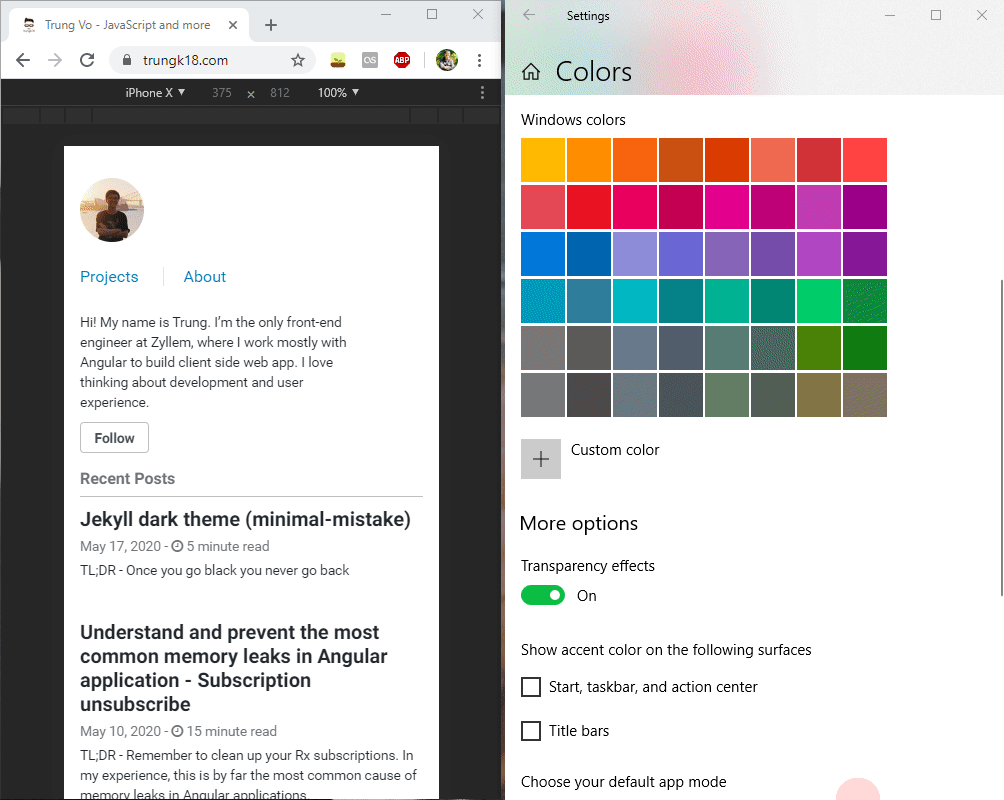 Trung Vo - JavaScript and more
trungk18.com
ABP
iPhone X ▼ 375 × 812 100% ▼
Projects
About
Hi! My name is Trung. I’m the only front-end
engineer at Zyllem, where I work mostly with
Angular to build client side web app. I love
thinking about development and user
experience.
Follow
Recent Posts
Jekyll dark theme (minimal-mistake)
May 17, 2020 - 5 minute read
TL;DR - Once you go black you never go back
Understand and prevent the most
common memory leaks in Angular
application - Subscription
unsubscribe
May 10, 2020 - 15 minute read
TL;DR - Remember to clean up your Rx subscriptions. In
my experience, this is by far the most common cause of
memory leaks in Angular applications.
Settings
Colors
Windows colors
Custom color
More options
Transparency effects
On
Show accent color on the following surfaces
Start, taskbar, and action center
Title bars
Choose your default app mode